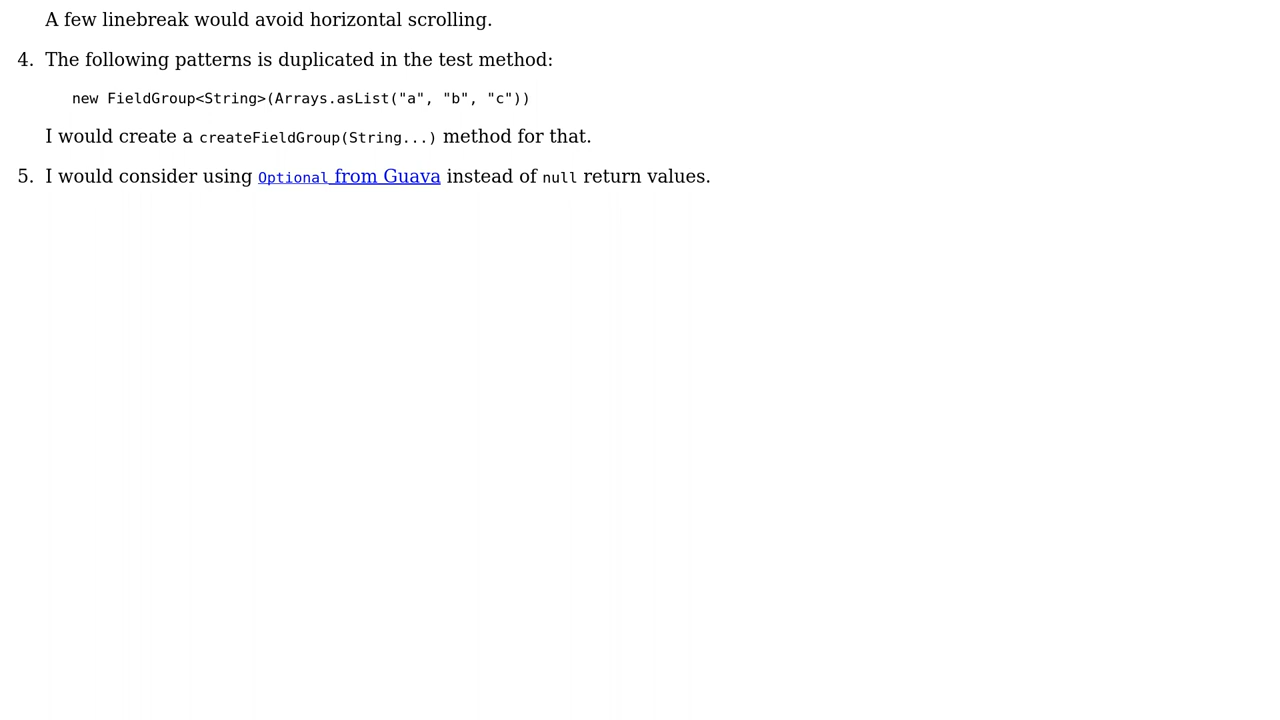 A few linebreak would avoid horizontal scrolling.
4. The following patterns is duplicated in the test method:
new FieldGroup<String>(Arrays.asList("a", "b", "c"))
I would create a createFieldGroup(String...) method for that.
5. I would consider using Optional from Guava instead of null return values.